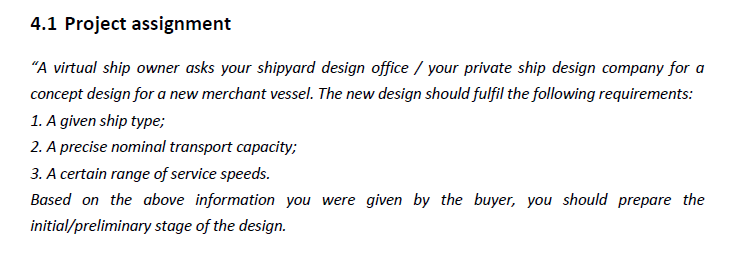 4.1 Project assignment
“A virtual ship owner asks your shipyard design office / your private ship design company for a
concept design for a new merchant vessel. The new design should fulfil the following requirements:
1. A given ship type;
2. A precise nominal transport capacity;
3. A certain range of service speeds.
Based on the above information you were given by the buyer, you should prepare the
initial/preliminary stage of the design.